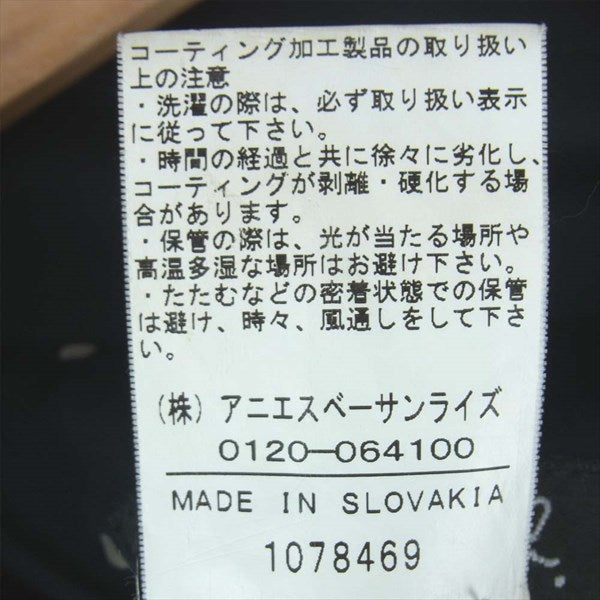 コーティング加工製品の取り扱い
上の注意
・洗濯の際は、必ず取り扱い表示
に従って下さい。
・時間の経過と共に徐々に劣化し、
コーティングが剥離・硬化する場
合があります。
・保管の際は、光が当たる場所や
高温多湿な場所はお避け下さい。
・たたむなどの密着状態での保管
は避け、時々、風通しをして下さ
い。
(株)アニエスベーサンライズ
0120—064100
MADE IN SLOVAKIA
1078469